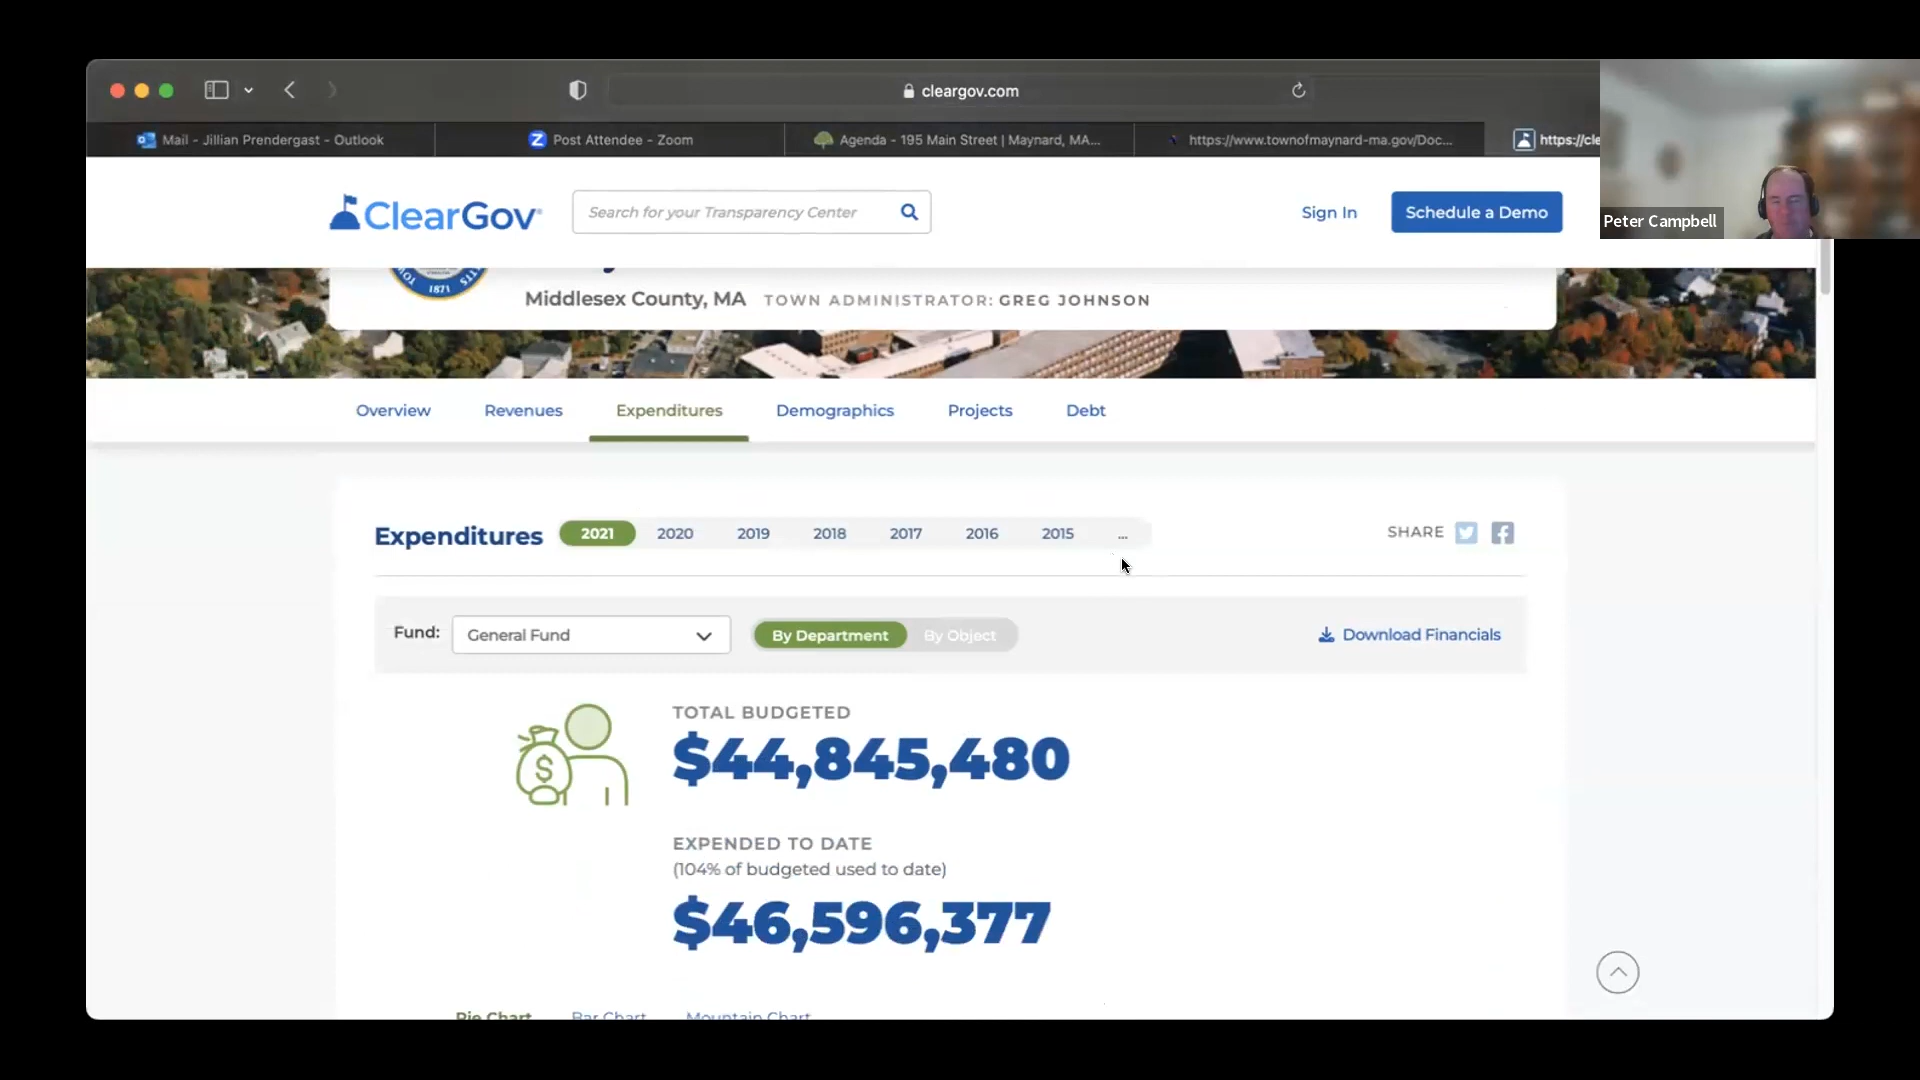 cleargov.com
Mail - Jillian Prendergast - Outlook
Post Attendee - Zoom
Agenda - 195 Main Street | Maynard, MA...
https://www.townofmaynard-ma.gov/Doc...
https://cle
Peter Campbell
ClearGov
Search for your Transparency Center
Sign In
Schedule a Demo
1871
Middlesex County, MA
TOWN ADMINISTRATOR: GREG JOHNSON
Overview
Revenues
Expenditures
Demographics
Projects
Debt
Expenditures
2021
2020
2019
2018
2017
2016
2015
...
SHARE
Fund:
General Fund
By Department
By Object
Download Financials
TOTAL BUDGETED
$44,845,480
EXPENDED TO DATE
(104% of budgeted used to date)
$46,596,377
Pie Chart
Bar Chart
Mountain Chart